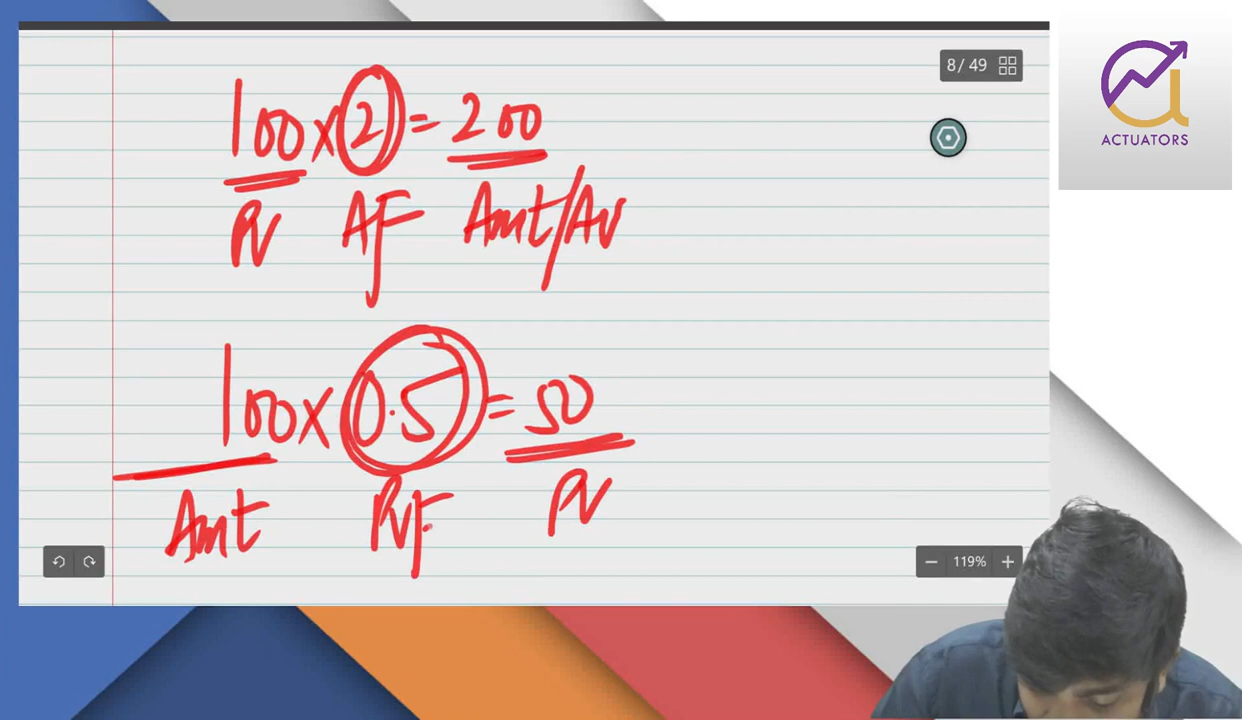 8/49
ACTUATORS
100×2=200
PV AF Amt/AV
100×0.5=50
Amt PVF PV
119%